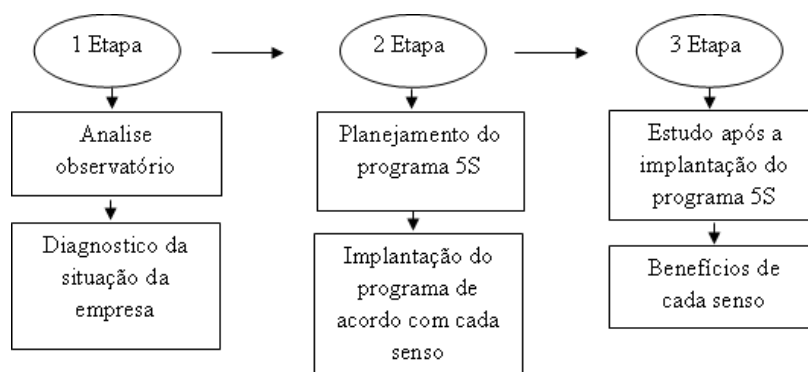 1 Etapa
2 Etapa
3 Etapa
Analise
observatório
Planejamento do
programa 5S
Estudo após a
implantação do
programa 5S
Diagnostico da
situação da
empresa
Implantação do
programa de
acordo com cada
senso
Benefícios de
cada senso